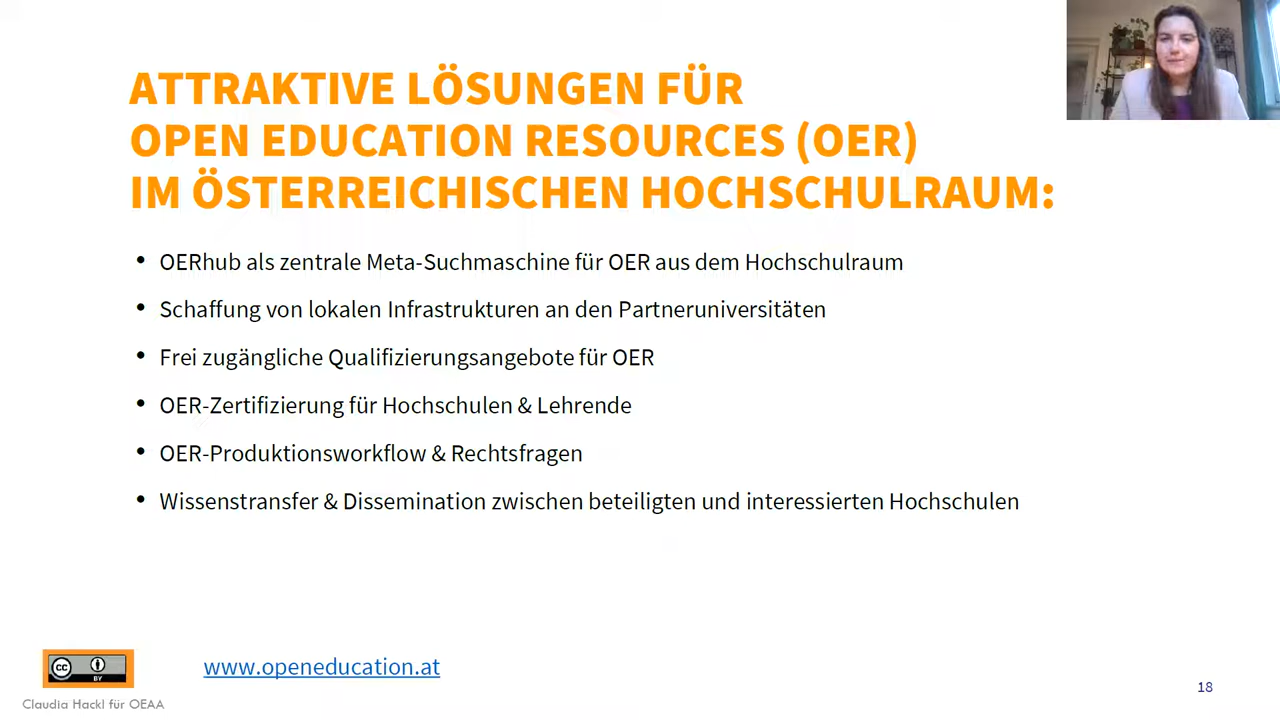 ATTRAKTIVE LÖSUNGEN FÜR
OPEN EDUCATION RESOURCES (OER)
IM ÖSTERREICHISCHEN HOCHSCHULRAUM:
• OERhub als zentrale Meta-Suchmaschine für OER aus dem Hochschulraum
• Schaffung von lokalen Infrastrukturen an den Partneruniversitäten
• Frei zugängliche Qualifizierungsangebote für OER
• OER-Zertifizierung für Hochschulen & Lehrende
• OER-Produktionsworkflow & Rechtsfragen
• Wissenstransfer & Dissemination zwischen beteiligten und interessierten Hochschulen
cc
BY
www.openeducation.at
Claudia Hackl für OEAA
18